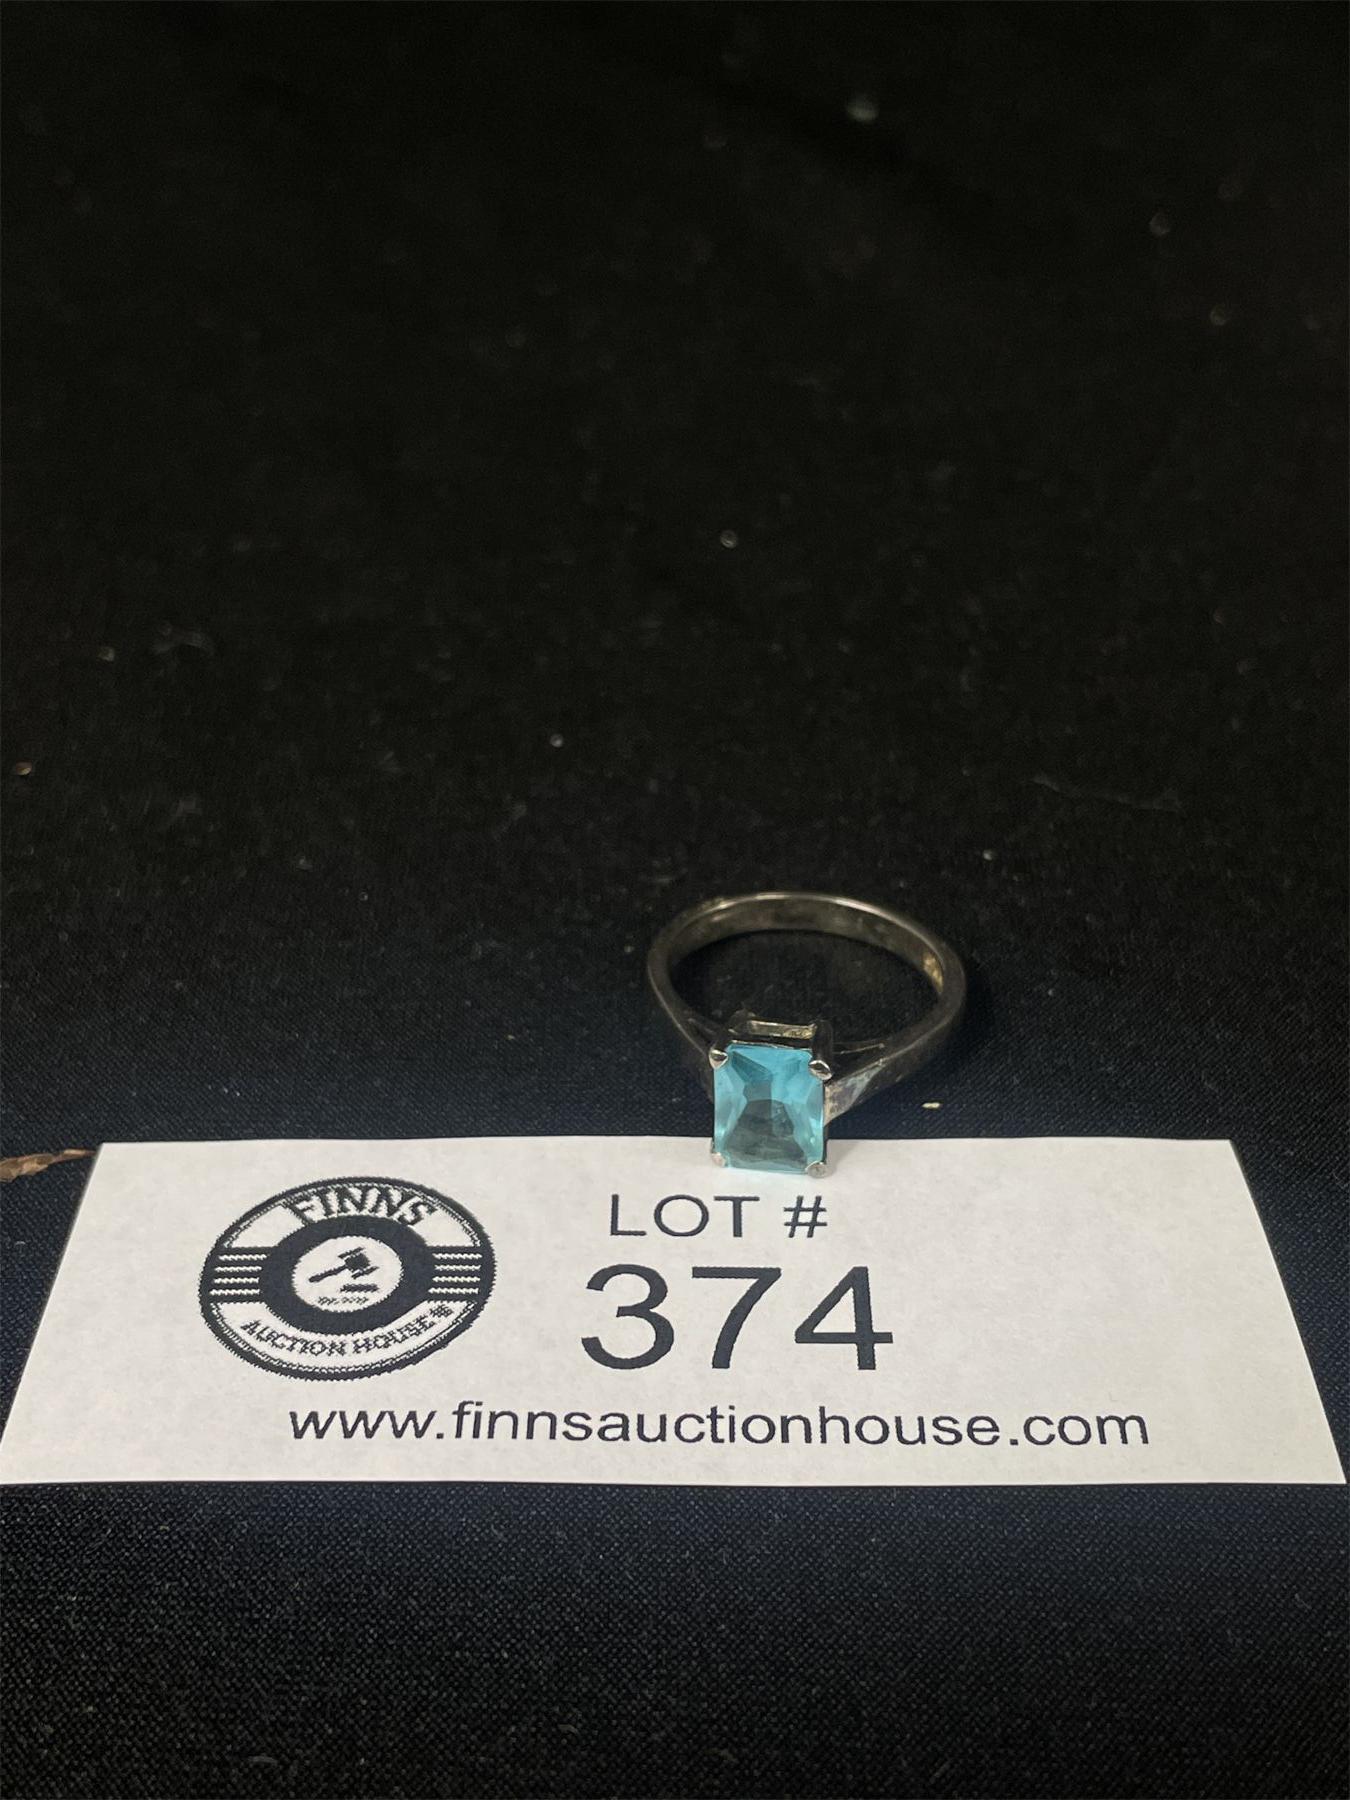 FINNS
AUCTION HOUSE
LOT #
374
www.finnsauctionhouse.com